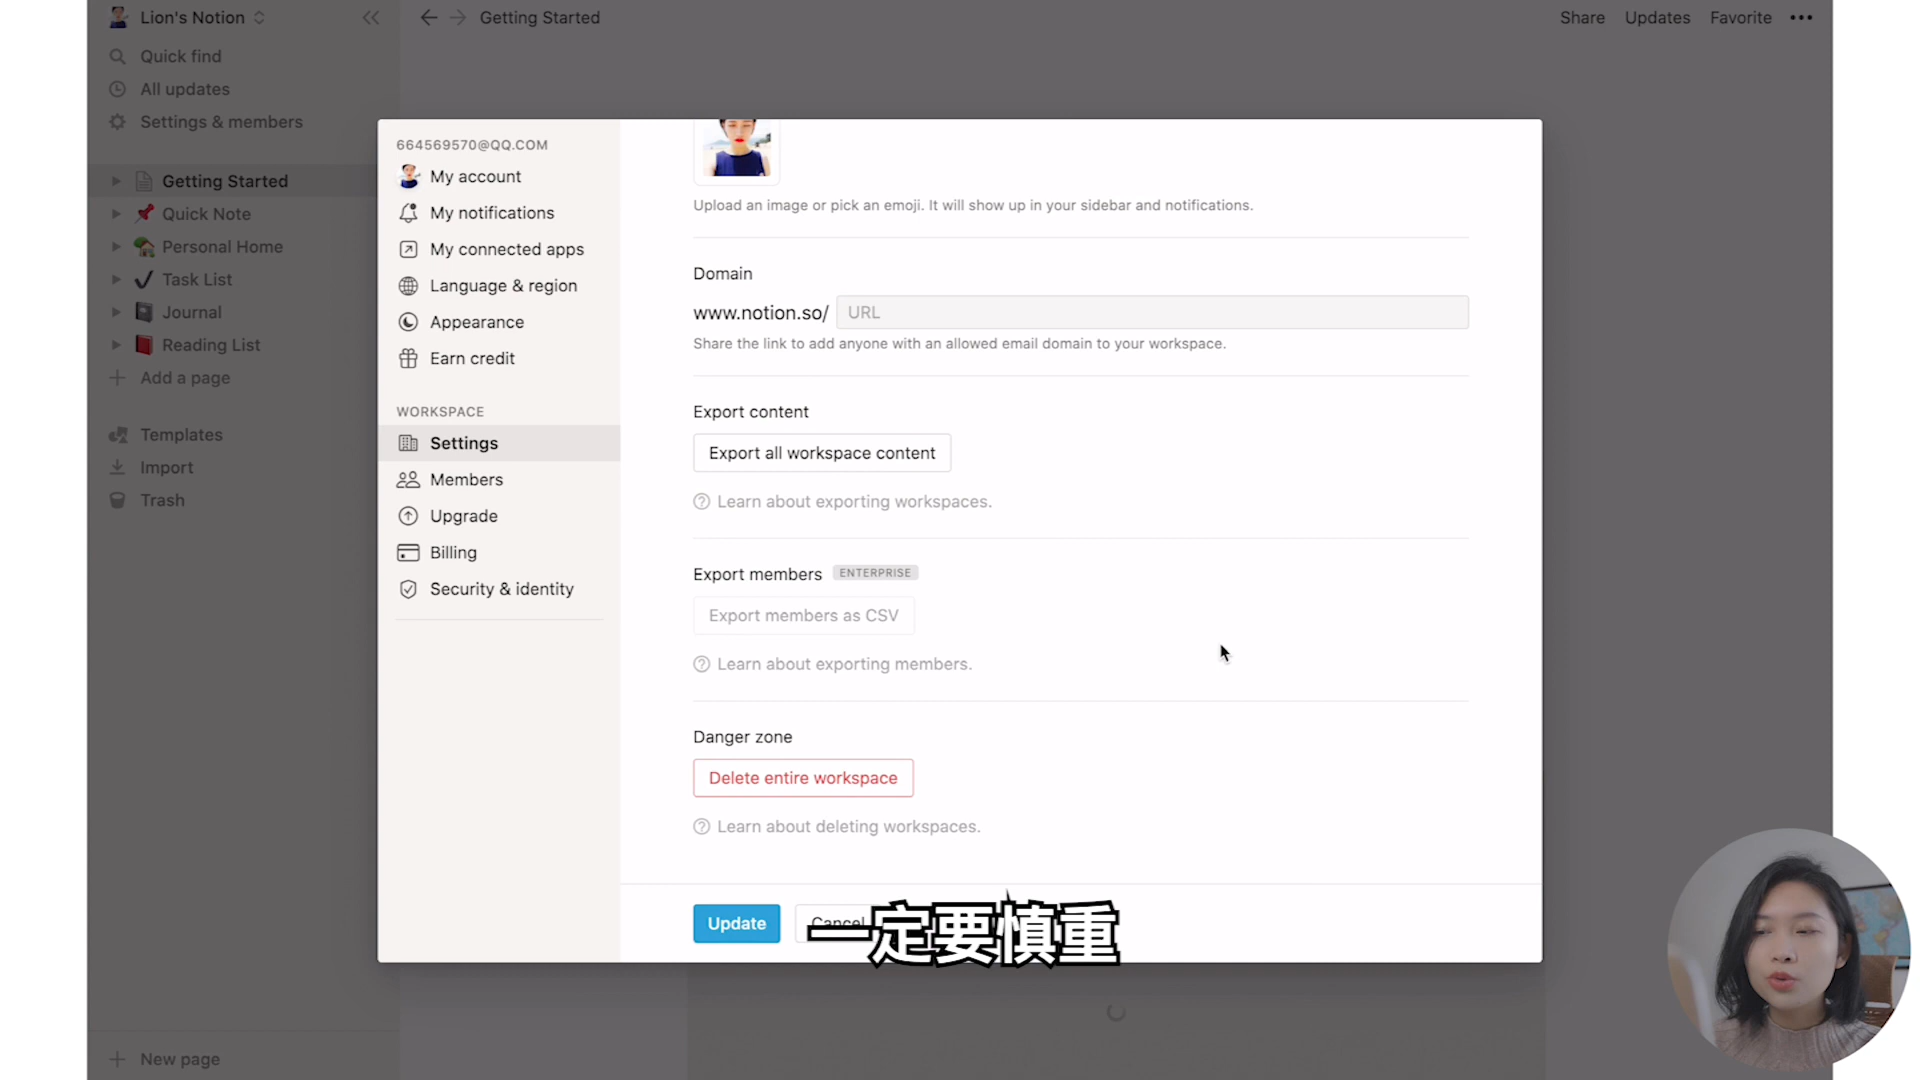 Lion's Notion
Getting Started
Share
Updates
Favorite
Quick find
All updates
Settings & members
Getting Started
Quick Note
Personal Home
Task List
Journal
Reading List
Add a page
Templates
Import
Trash
New page
664569570@QQ.COM
My account
My notifications
My connected apps
Language & region
Appearance
Earn credit
WORKSPACE
Settings
Members
Upgrade
Billing
Security & identity
Upload an image or pick an emoji. It will show up in your sidebar and notifications.
Domain
www.notion.so/ URL
Share the link to add anyone with an allowed email domain to your workspace.
Export content
Export all workspace content
Learn about exporting workspaces.
Export members ENTERPRISE
Export members as CSV
Learn about exporting members.
Danger zone
Delete entire workspace
Learn about deleting workspaces.
Update
Cancel
一定要慎重